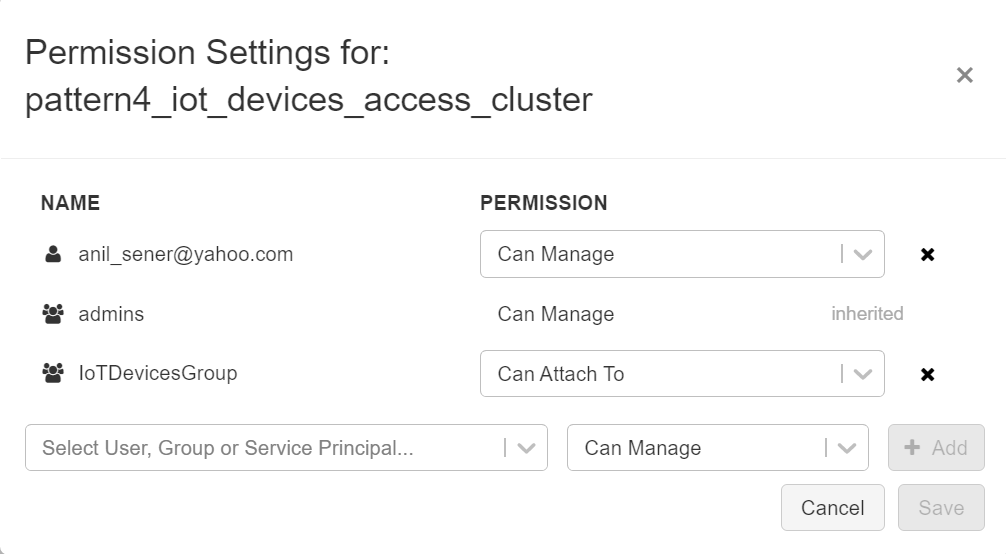 Permission Settings for:
pattern4_iot_devices_access_cluster
NAME PERMISSION
anil_sener@yahoo.com Can Manage
admins Can Manage inherited
IoTDevicesGroup Can Attach To
Select User, Group or Service Principal... Can Manage Add
Cancel Save